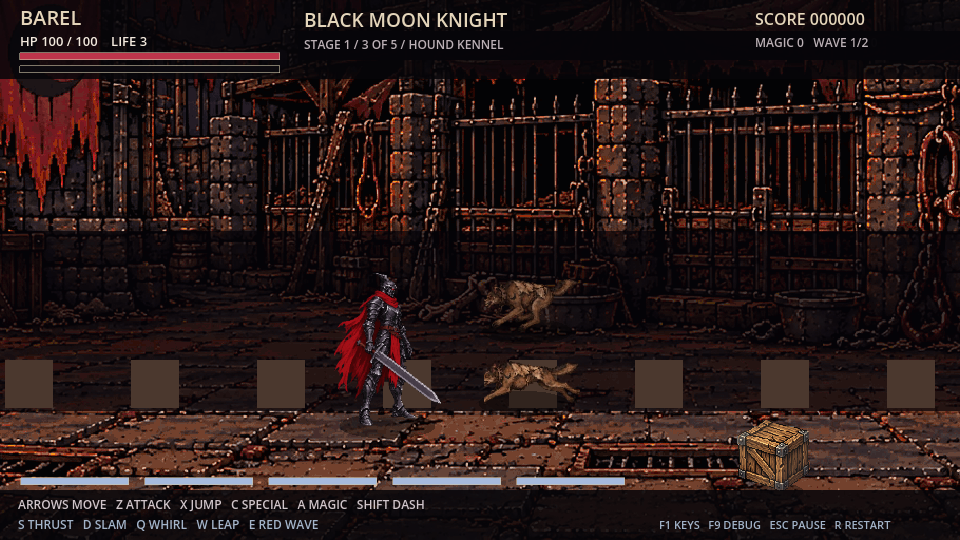 BAREL
HP 100 / 100 LIFE 3
BLACK MOON KNIGHT
STAGE 1 / 3 OF 5 / HOUND KENNEL
SCORE 000000
MAGIC 0 WAVE 1/2
ARROWS MOVE Z ATTACK X JUMP C SPECIAL A MAGIC SHIFT DASH
S THRUST D SLAM Q WHIRL W LEAP E RED WAVE
F1 KEYS F9 DEBUG ESC PAUSE R RESTART